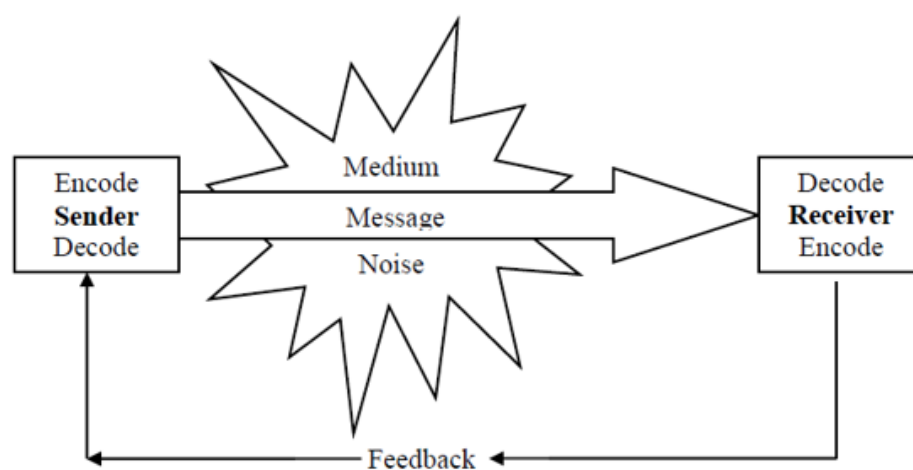 Encode
Sender
Decode
Medium
Message
Noise
Decode
Receiver
Encode
Feedback